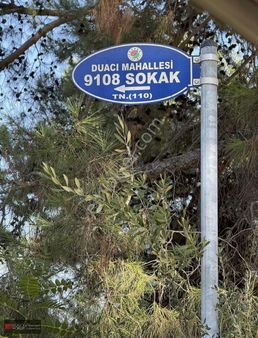 DUACI MAHALLESİ
9108 SOKAK
TN.(110)